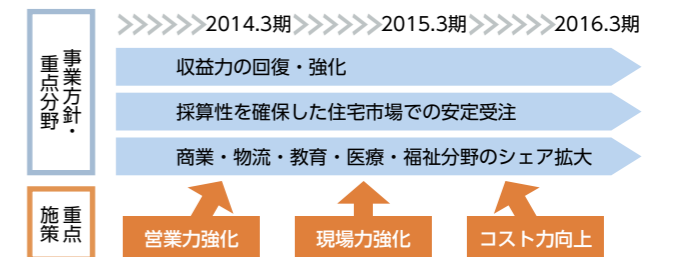 2014.3期
2015.3期
2016.3期
事業方針・
重点分野
収益力の回復・強化
採算性を確保した住宅市場での安定受注
商業・物流・教育・医療・福祉分野のシェア拡大
重点
施策
営業力強化
現場力強化
コスト力向上